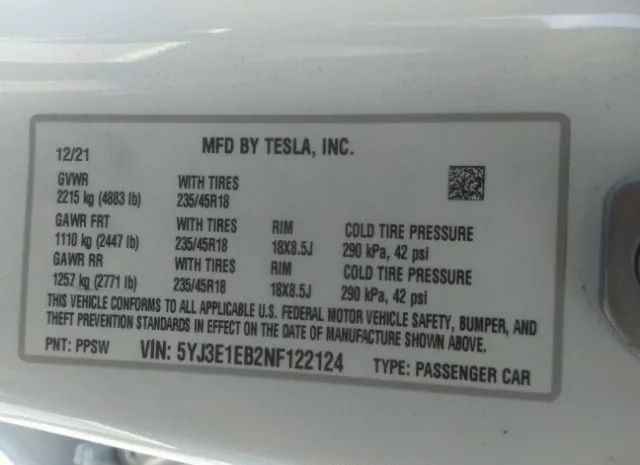 MFD BY TESLA, INC.
12/21
GVWR WITH TIRES
2215 kg (4883 lb) 235/45R18
GAWR FRT WITH TIRES RIM COLD TIRE PRESSURE
1110 kg (2447 lb) 235/45R18 18X8.5J 290 kPa, 42 psi
GAWR RR WITH TIRES RIM COLD TIRE PRESSURE
1257 kg (2771 lb) 235/45R18 18X8.5J 290 kPa, 42 psi
THIS VEHICLE CONFORMS TO ALL APPLICABLE U.S. FEDERAL MOTOR VEHICLE SAFETY, BUMPER, AND
THEFT PREVENTION STANDARDS IN EFFECT ON THE DATE OF MANUFACTURE SHOWN ABOVE.
PNT: PPSW VIN: 5YJ3E1EB2NF122124 TYPE: PASSENGER CAR